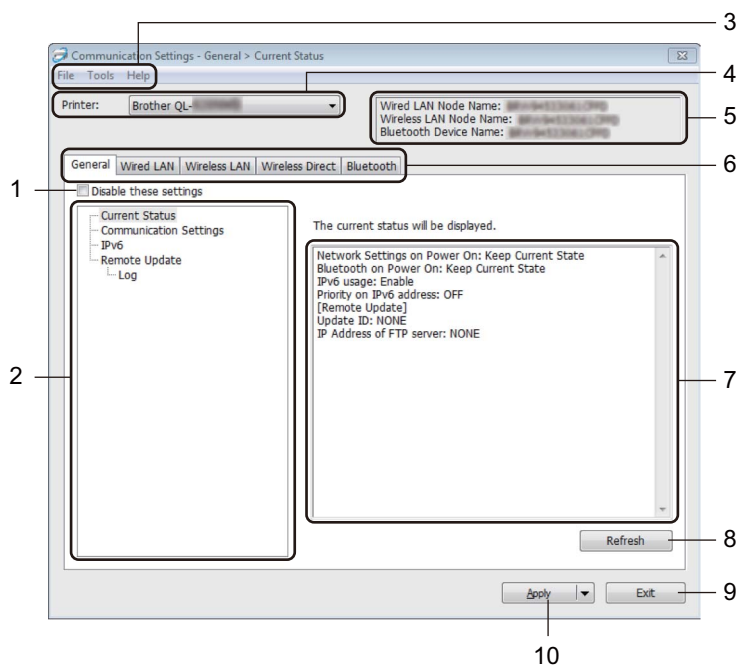 3
Communication Settings - General > Current Status
File Tools Help
4
Printer: Brother QL-
Wired LAN Node Name:
Wireless LAN Node Name:
Bluetooth Device Name:
5
General Wired LAN Wireless LAN Wireless Direct Bluetooth
6
1
Disable these settings
Current Status
Communication Settings
IPv6
Remote Update
Log
The current status will be displayed.
Network Settings on Power On: Keep Current State
Bluetooth on Power On: Keep Current State
IPv6 usage: Enable
Priority on IPv6 address: OFF
[Remote Update]
Update ID: NONE
IP Address of FTP server: NONE
2
7
Refresh
8
Apply
Exit
9
10